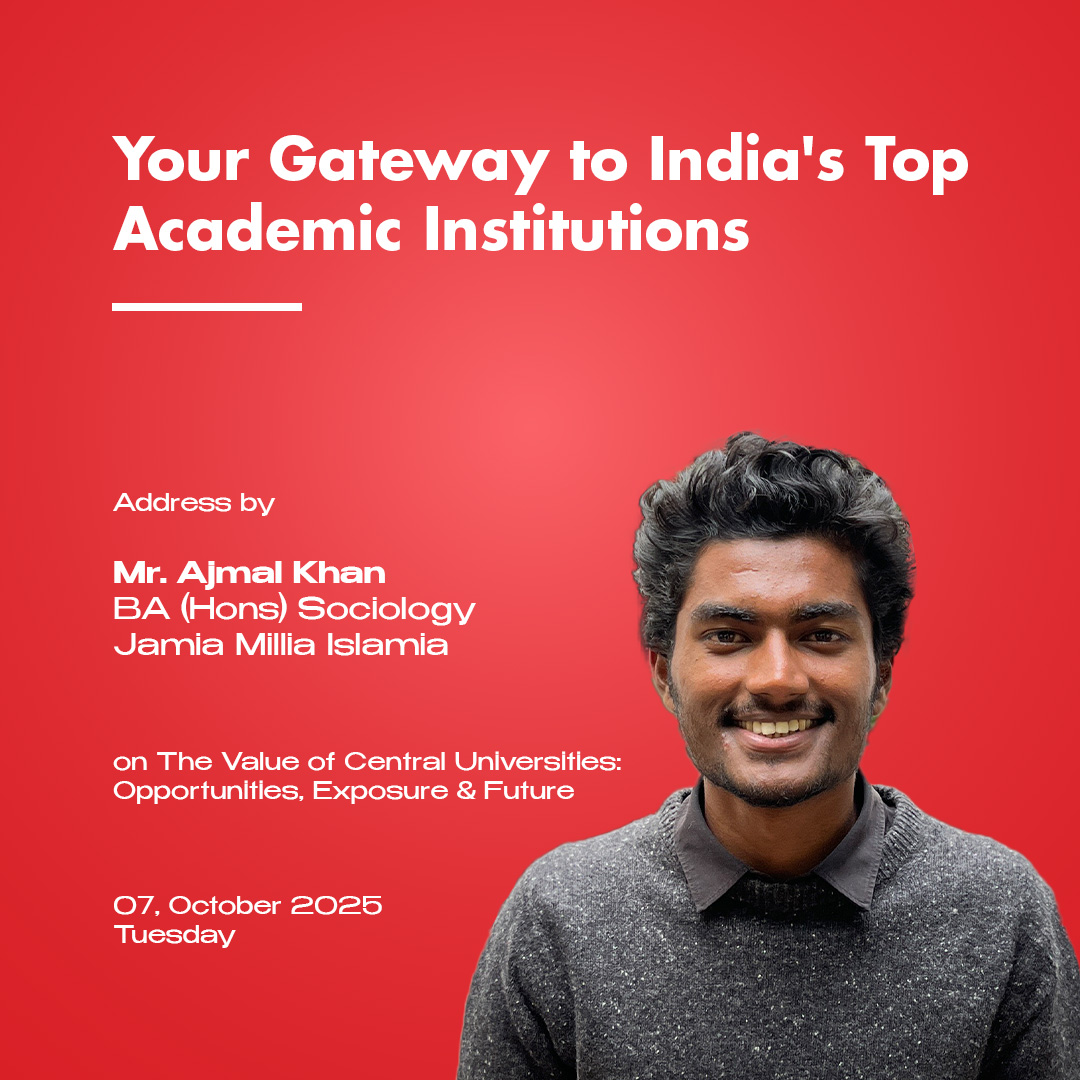 Your Gateway to India's Top
Academic Institutions
Address by
Mr. Ajmal Khan
BA (Hons) Sociology
Jamia Millia Islamia
on The Value of Central Universities:
Opportunities, Exposure & Future
07, October 2025
Tuesday